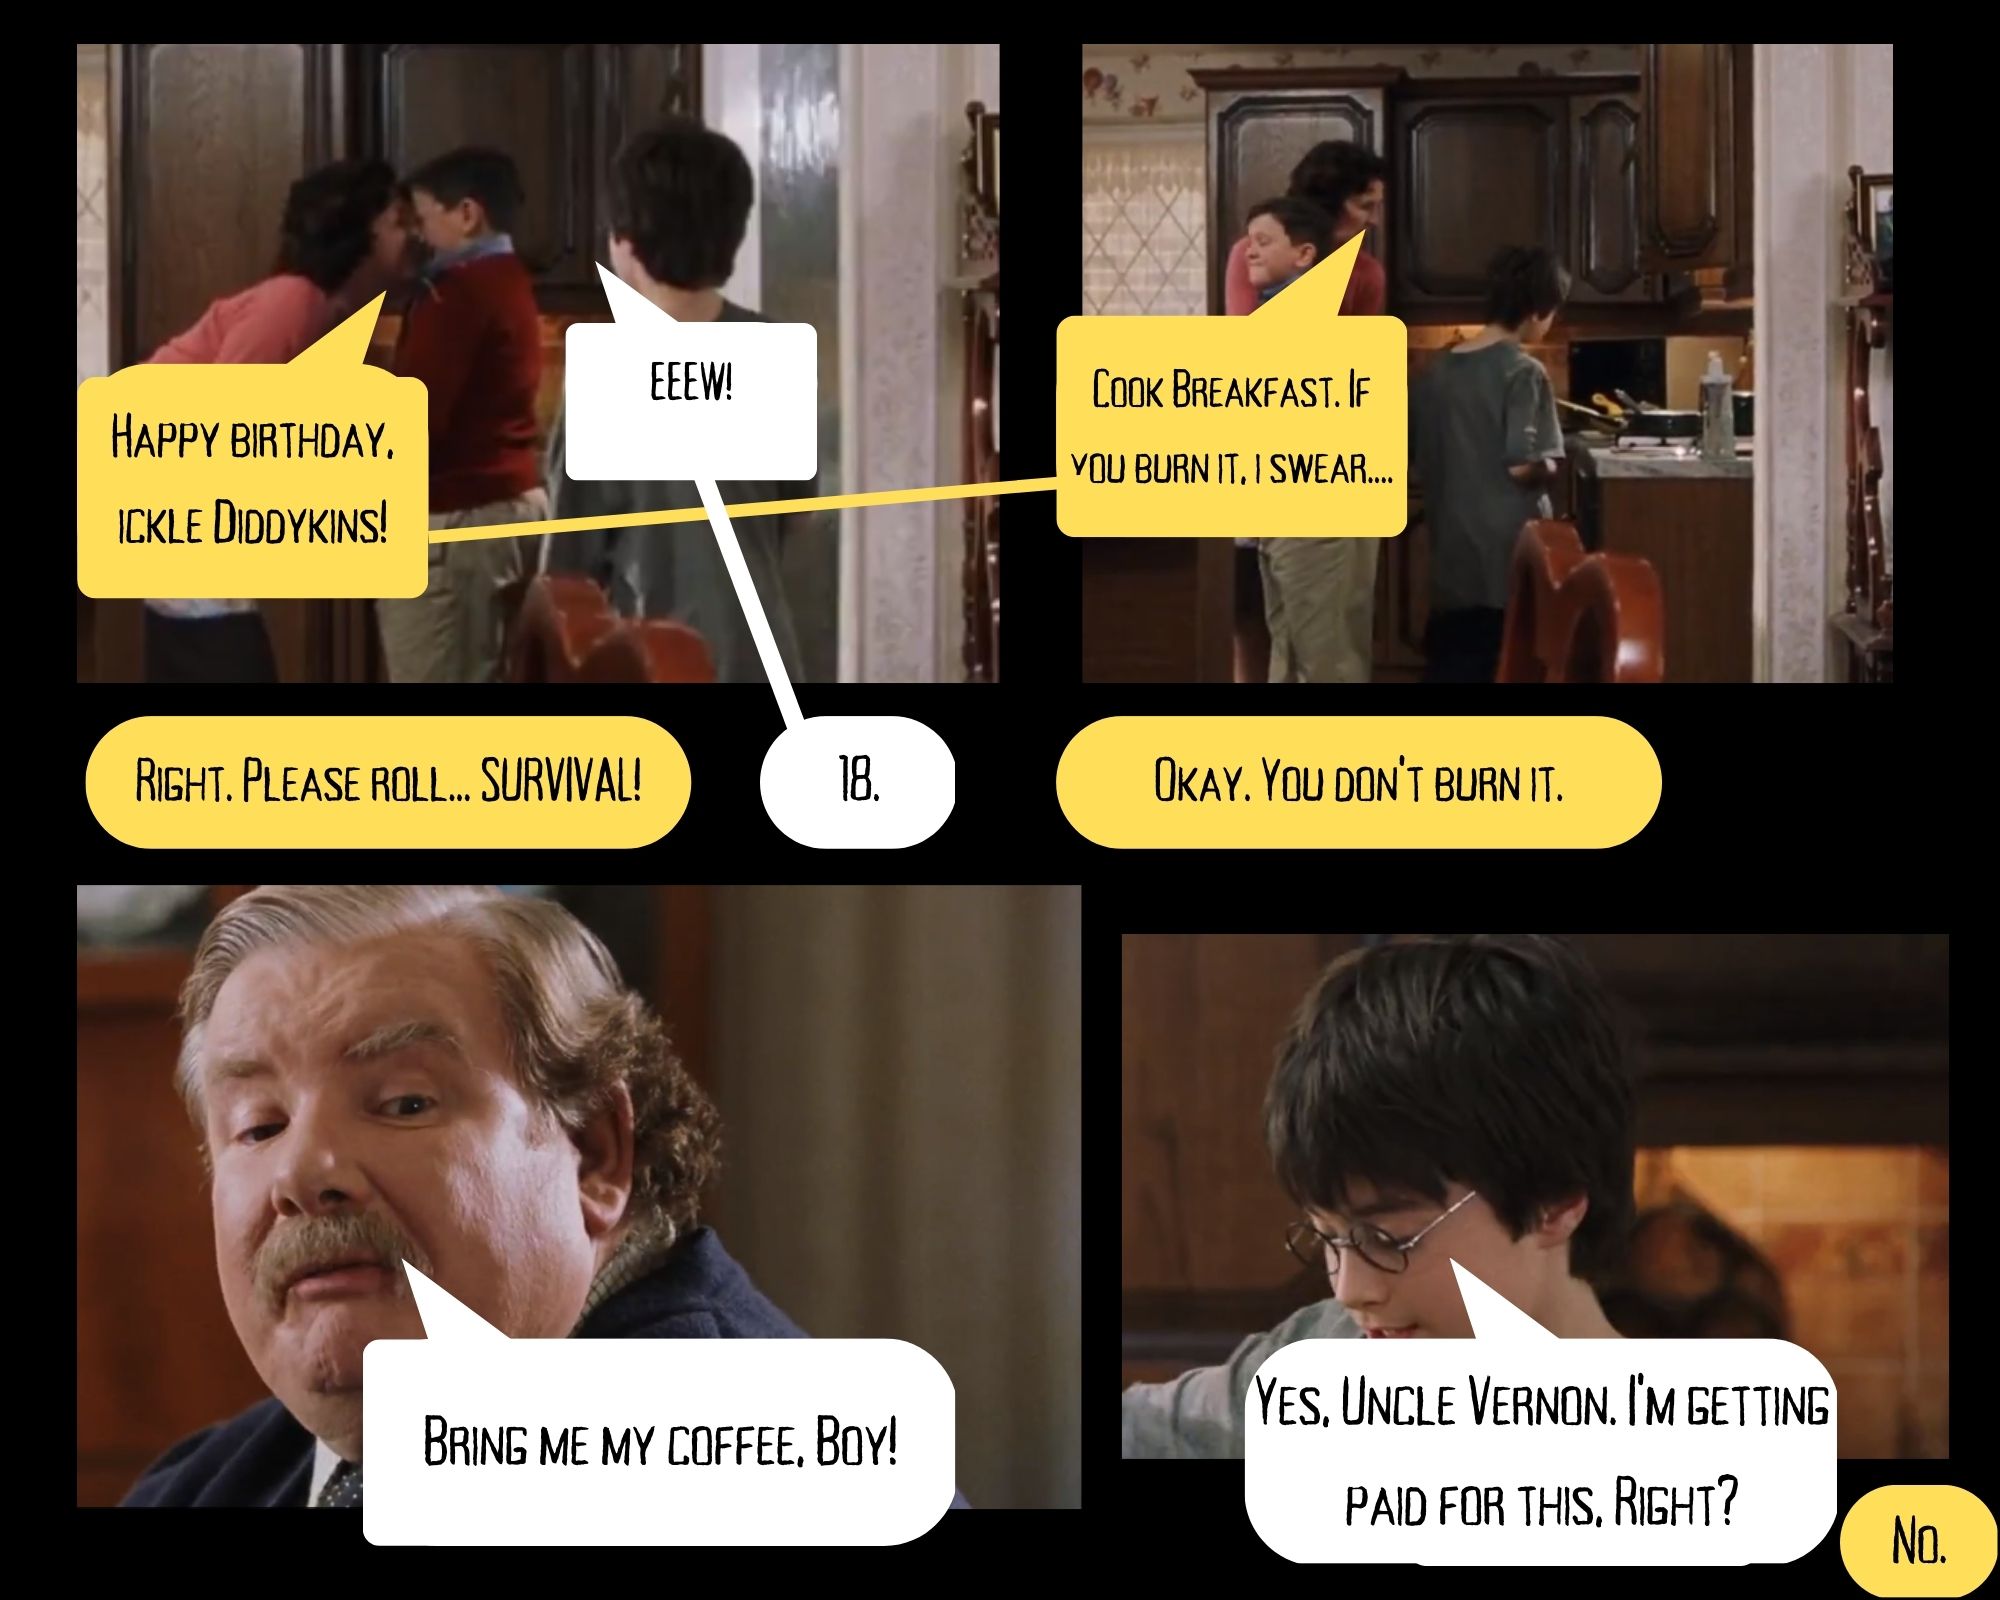 Happy birthday,
ickle Diddykins!
EEEW!
Cook Breakfast. If
you burn it, I swear....
Right. Please roll... SURVIVAL!
18.
Okay. You don't burn it.
Bring me my coffee, Boy!
Yes, Uncle Vernon. I'm getting
paid for this, Right?
No.